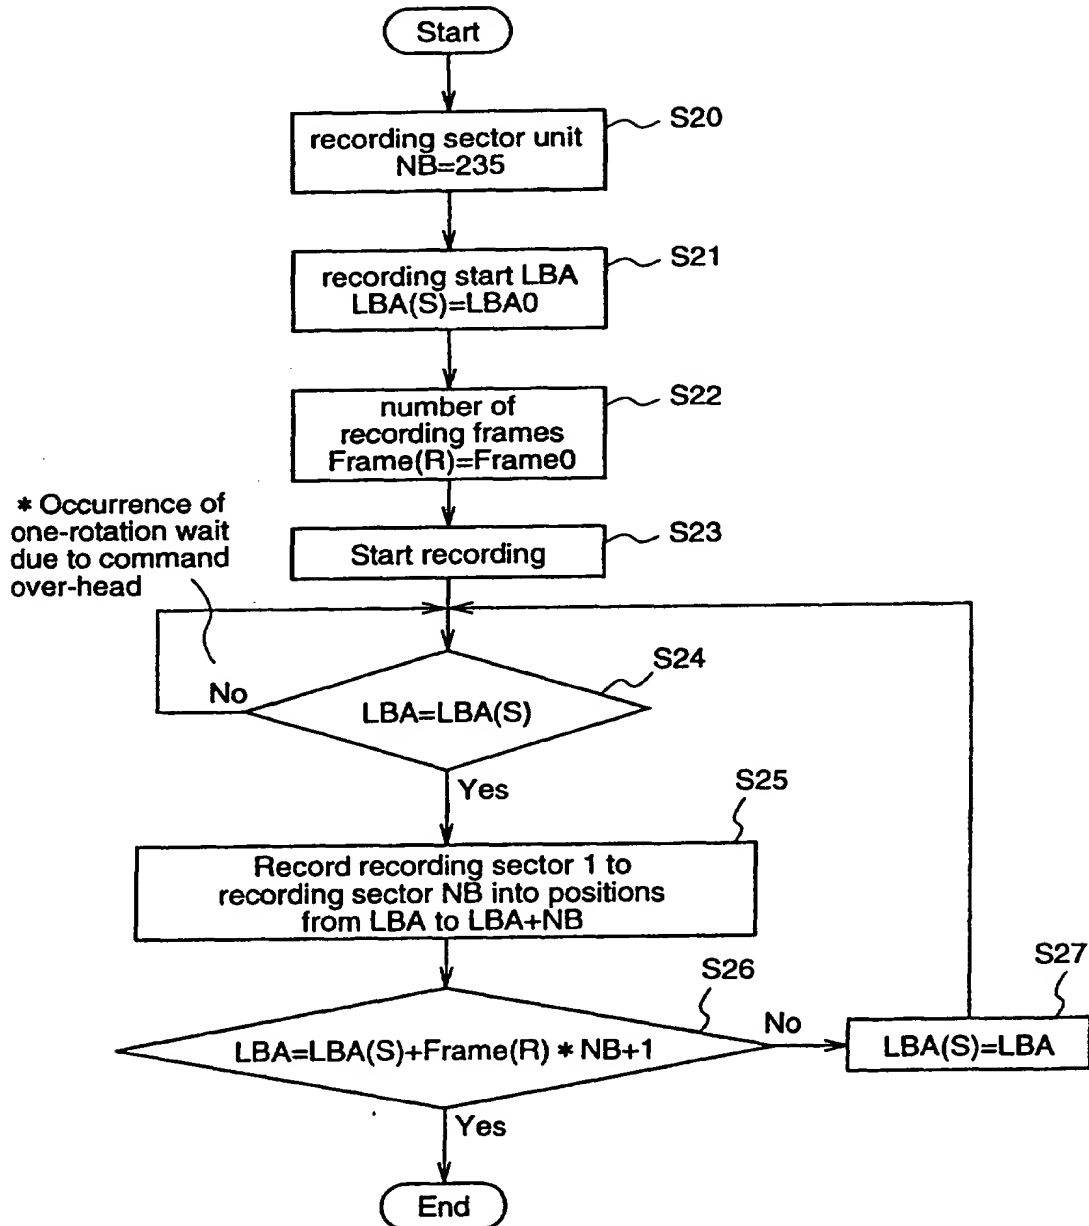 Start
S20
recording sector unit
NB=235
S21
recording start LBA
LBA(S)=LBA0
S22
number of
recording frames
Frame(R)=Frame0
* Occurrence of
one-rotation wait
due to command
over-head
S23
Start recording
S24
No
LBA=LBA(S)
Yes
S25
Record recording sector 1 to
recording sector NB into positions
from LBA to LBA+NB
S26
S27
LBA=LBA(S)+Frame(R) * NB+1
No
LBA(S)=LBA
Yes
End